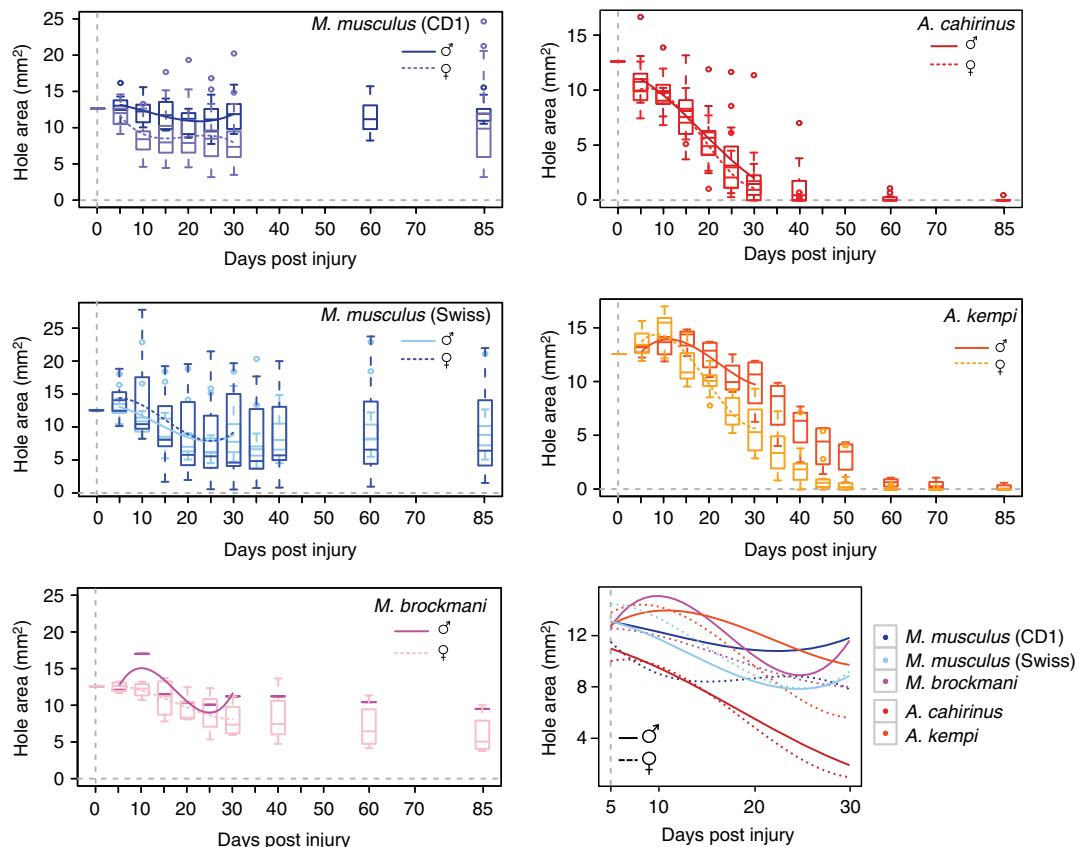 M. musculus (CD1)
♂
♀
Hole area (mm²)
25
20
15
10
5
0
0 10 20 30 40 50 60 70 85
Days post injury
A. cahirinus
♂
♀
Hole area (mm²)
15
10
5
0
0 10 20 30 40 50 60 70 85
Days post injury
M. musculus (Swiss)
♂
♀
Hole area (mm²)
25
20
15
10
5
0
0 10 20 30 40 50 60 70 85
Days post injury
A. kempi
♂
♀
Hole area (mm²)
15
10
5
0
0 10 20 30 40 50 60 70 85
Days post injury
M. brockmani
♂
♀
Hole area (mm²)
25
20
15
10
5
0
0 10 20 30 40 50 60 70 85
Days post injury
Hole area (mm²)
12
8
4
♂
♀
5 10 20 30
Days post injury
M. musculus (CD1)
M. musculus (Swiss)
M. brockmani
A. cahirinus
A. kempi